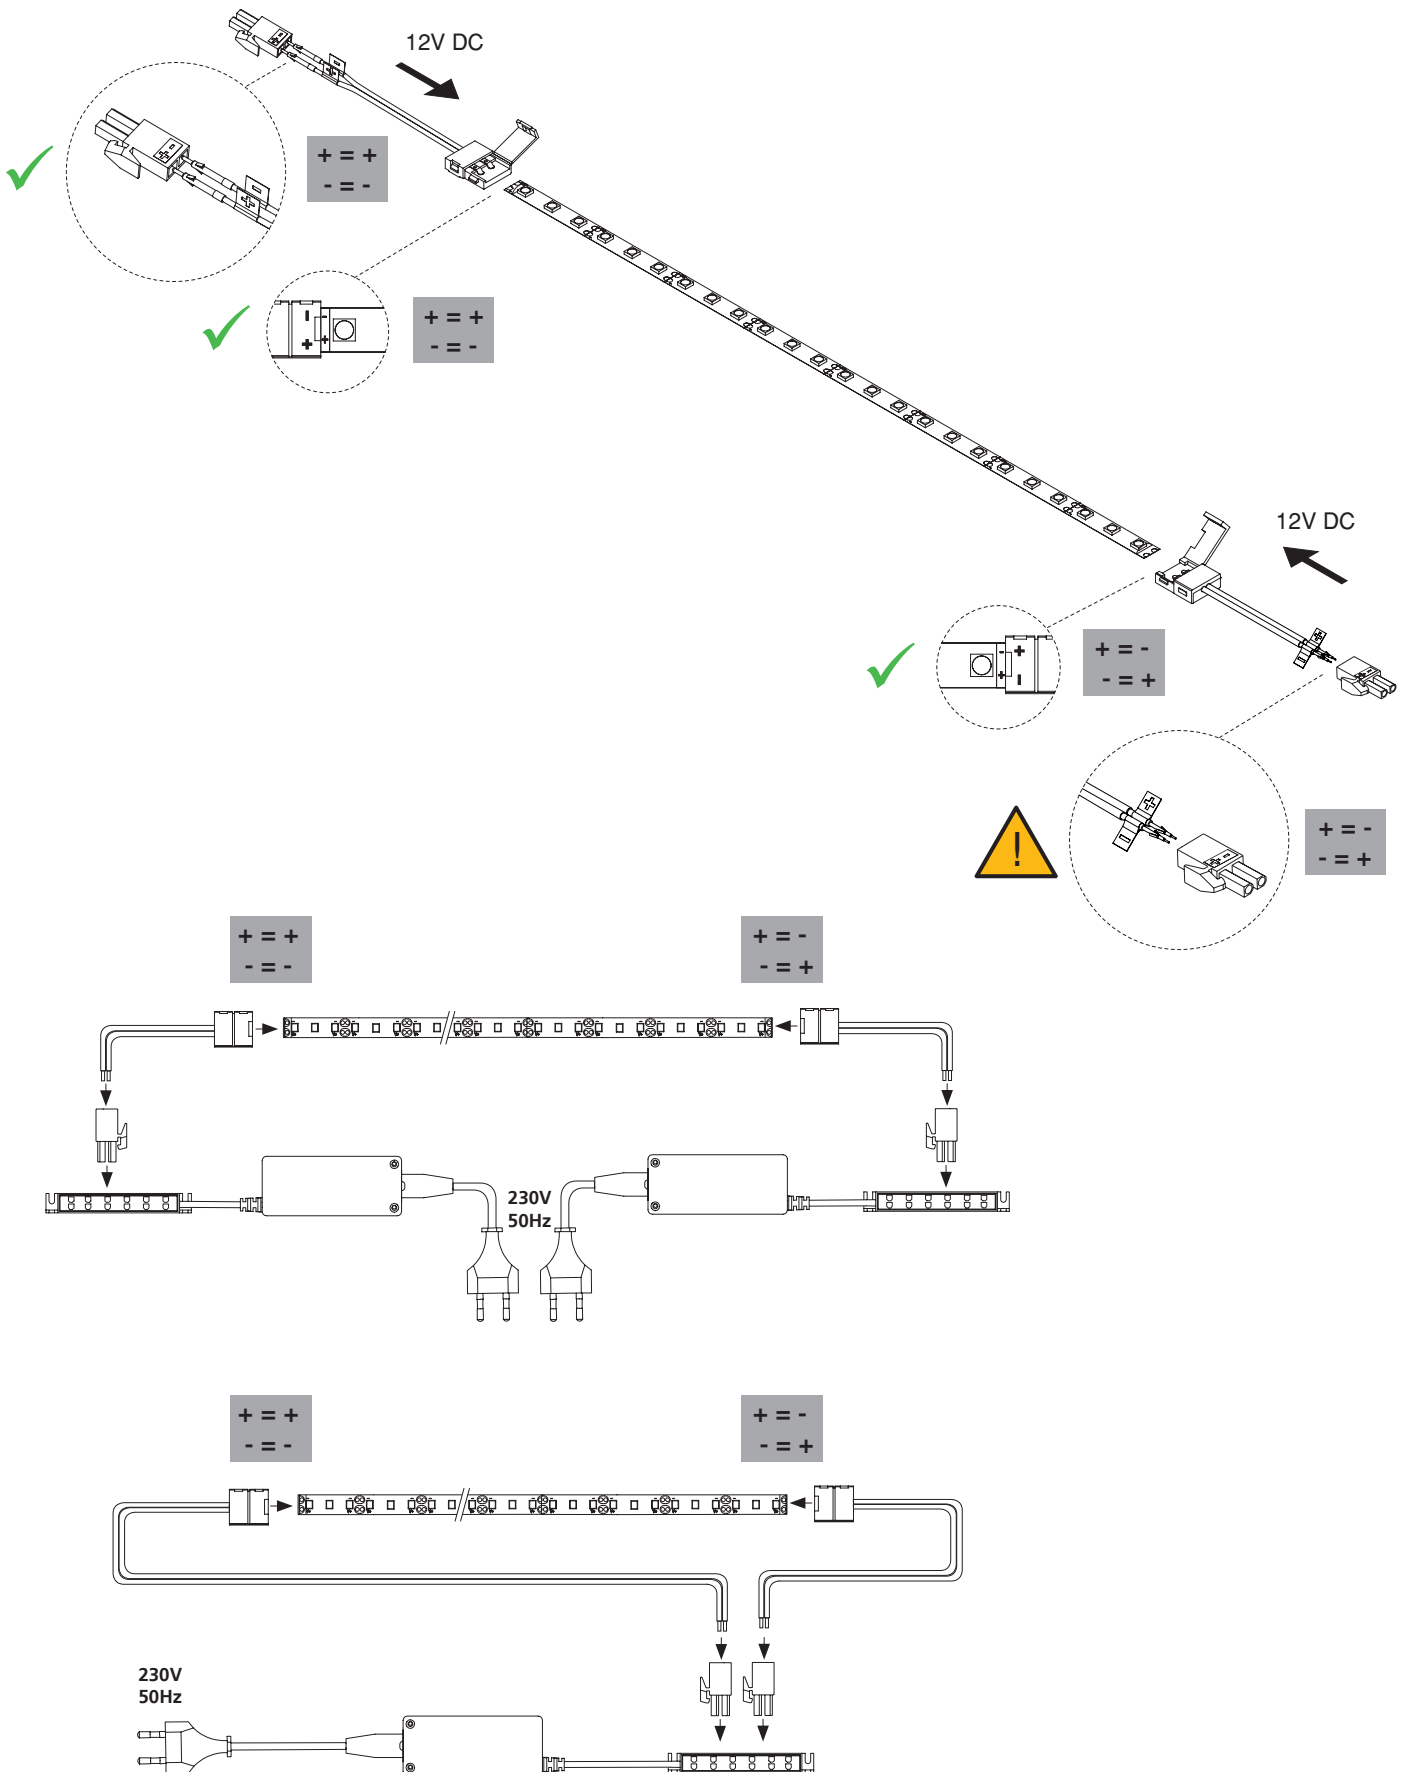 12V DC
+ = +
- = -
+ = +
- = -
- -
+ +
12V DC
+ = -
- = +
- +
+ -
+ = -
- = +
!
+ = +
- = -
+ = -
- = +
230V
50Hz
+ = +
- = -
+ = -
- = +
230V
50Hz